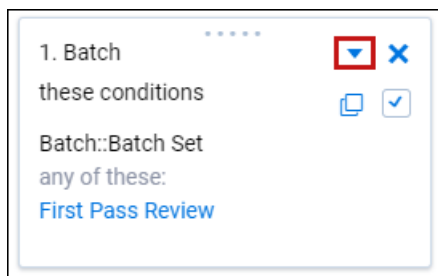 1. Batch
these conditions
Batch::Batch Set
any of these:
First Pass Review